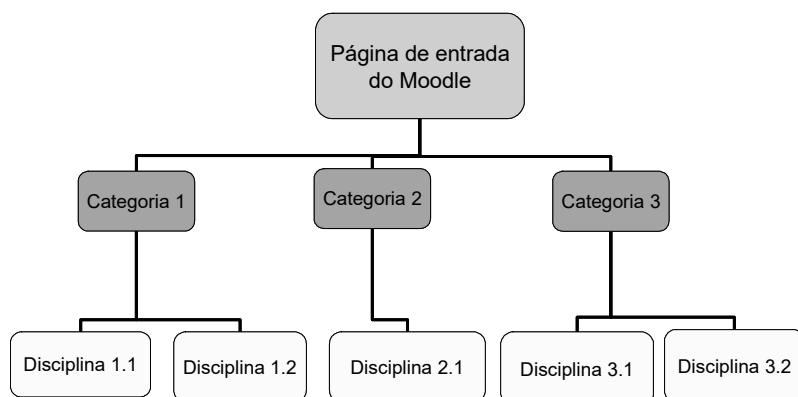 Página de entrada
do Moodle
Categoria 1
Categoria 2
Categoria 3
Disciplina 1.1
Disciplina 1.2
Disciplina 2.1
Disciplina 3.1
Disciplina 3.2